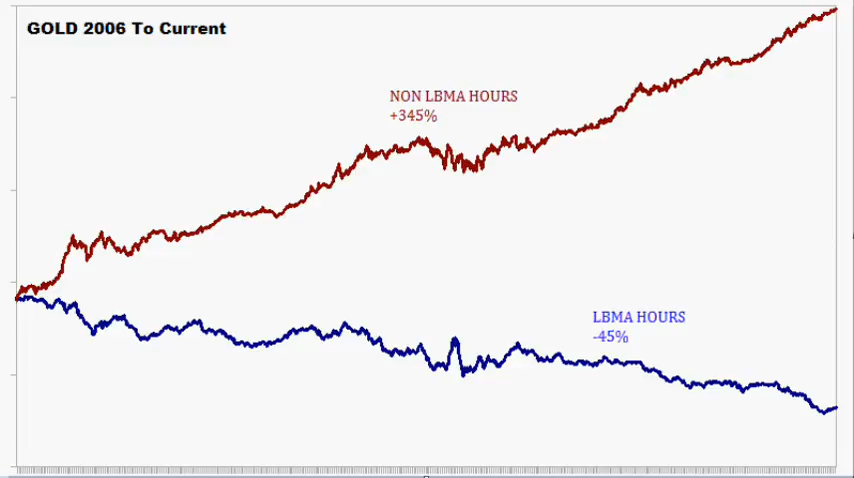 GOLD 2006 To Current
NON LBMA HOURS
+345%
LBMA HOURS
-45%